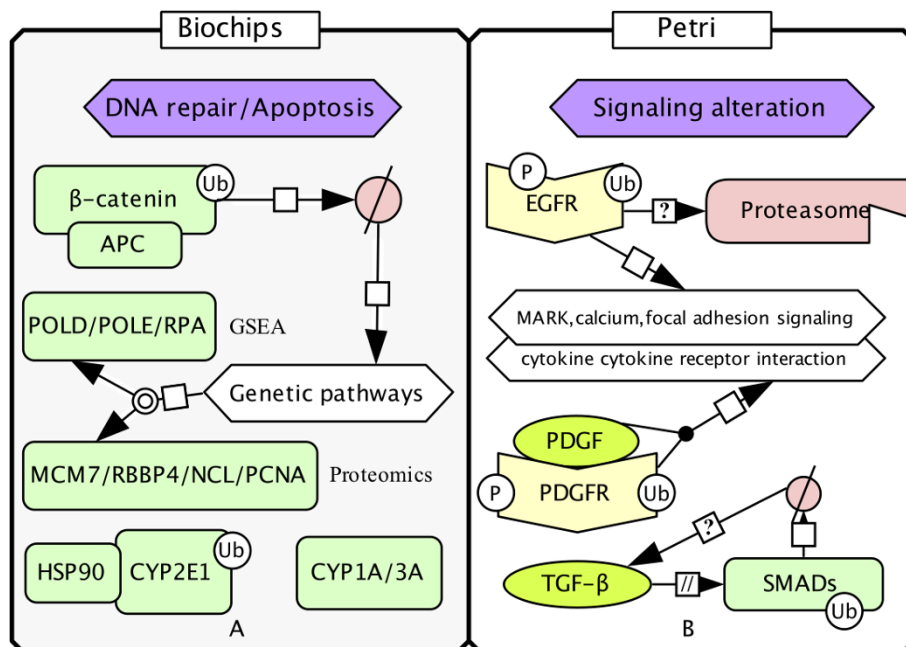 Biochips
DNA repair/Apoptosis
Ub
β-catenin
APC
POLD/POLE/RPA
GSEA
Genetic pathways
MCM7/RBBP4/NCL/PCNA
Proteomics
Ub
HSP90
CYP2E1
CYP1A/3A
A
Petri
Signaling alteration
P
Ub
EGFR
?
Proteasome
MARK,calcium,focal adhesion signaling
cytokine cytokine receptor interaction
PDGF
P
PDGFR
Ub
?
TGF-β
//
SMADs
Ub
B